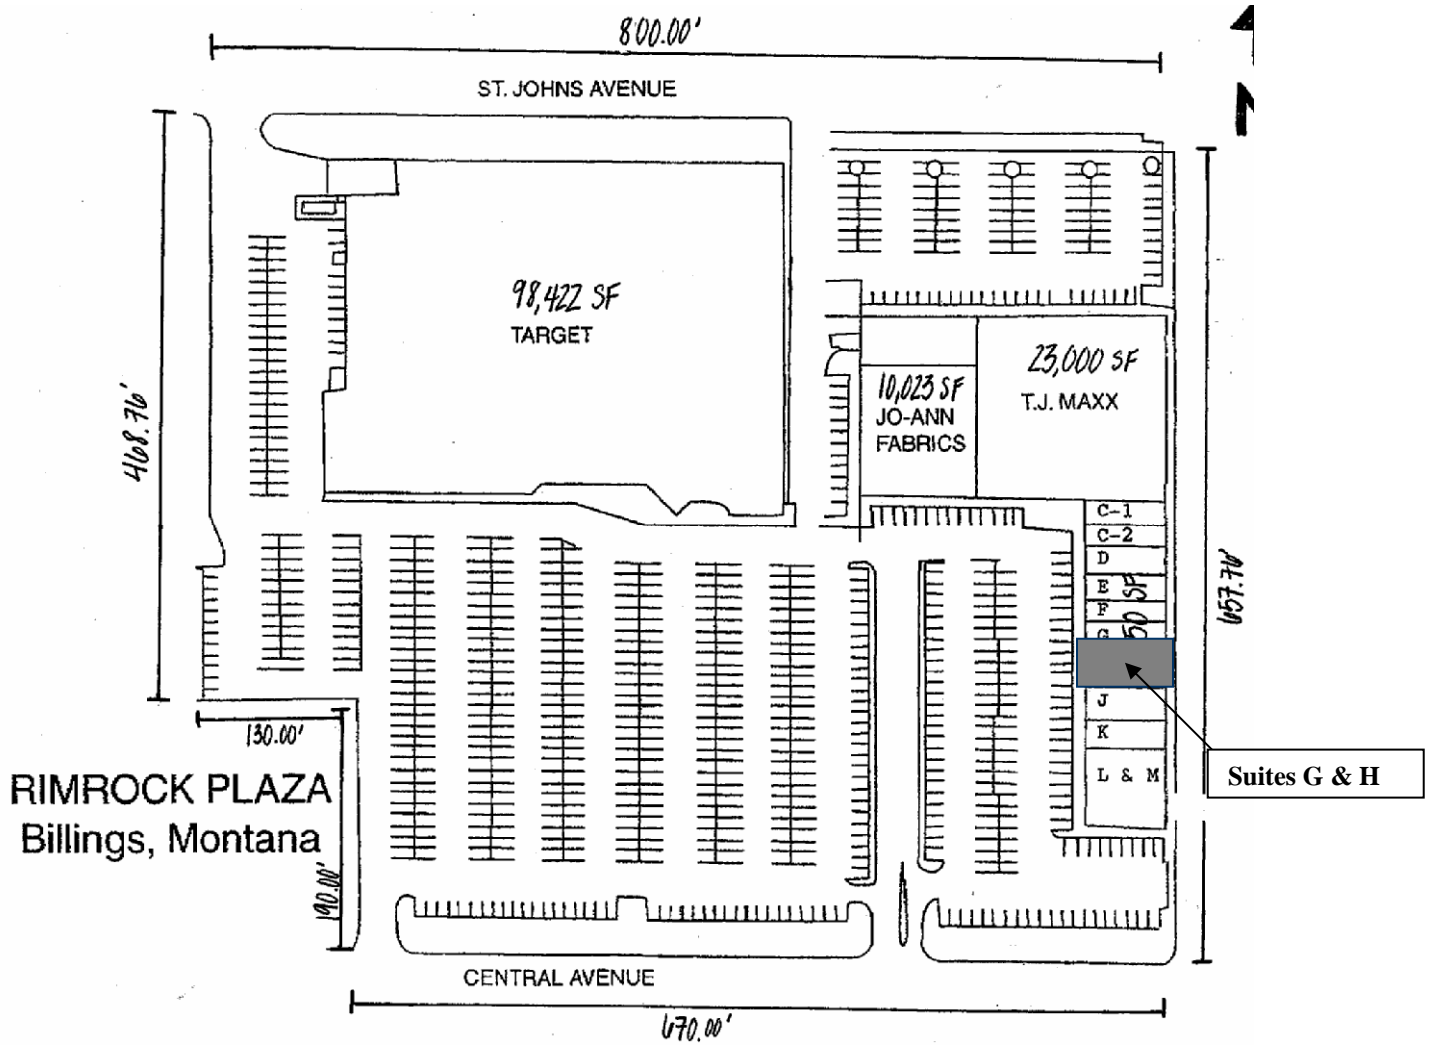 800.00'
ST. JOHNS AVENUE
N
98,422 SF
TARGET
23,000 SF
T.J. MAXX
10,023 SF
JO-ANN
FABRICS
468.76'
C-1
C-2
D
E
F
G
50 SF
657.76'
J
K
L & M
Suites G & H
130.00'
RIMROCK PLAZA
Billings, Montana
190.00'
CENTRAL AVENUE
670.00'